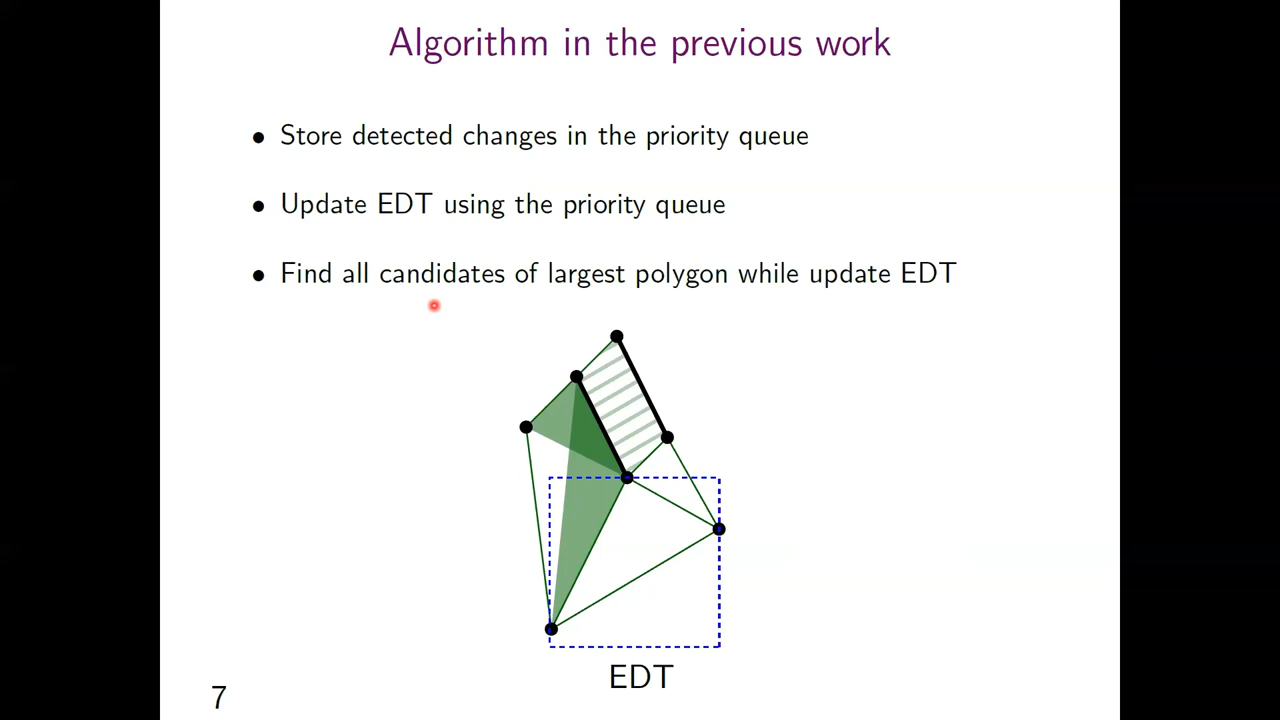 Algorithm in the previous work
• Store detected changes in the priority queue
• Update EDT using the priority queue
• Find all candidates of largest polygon while update EDT
EDT
7